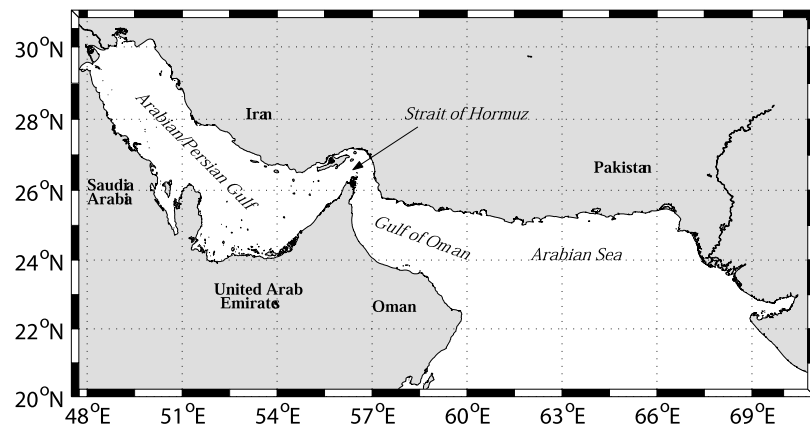 30°N
28°N
26°N
24°N
22°N
20°N
Iran
Strait of Hormuz
Arabian/Persian Gulf
Pakistan
Saudia
Arabia
Gulf of Oman
Arabian Sea
United Arab
Emirates
Oman
48°E 51°E 54°E 57°E 60°E 63°E 66°E 69°E